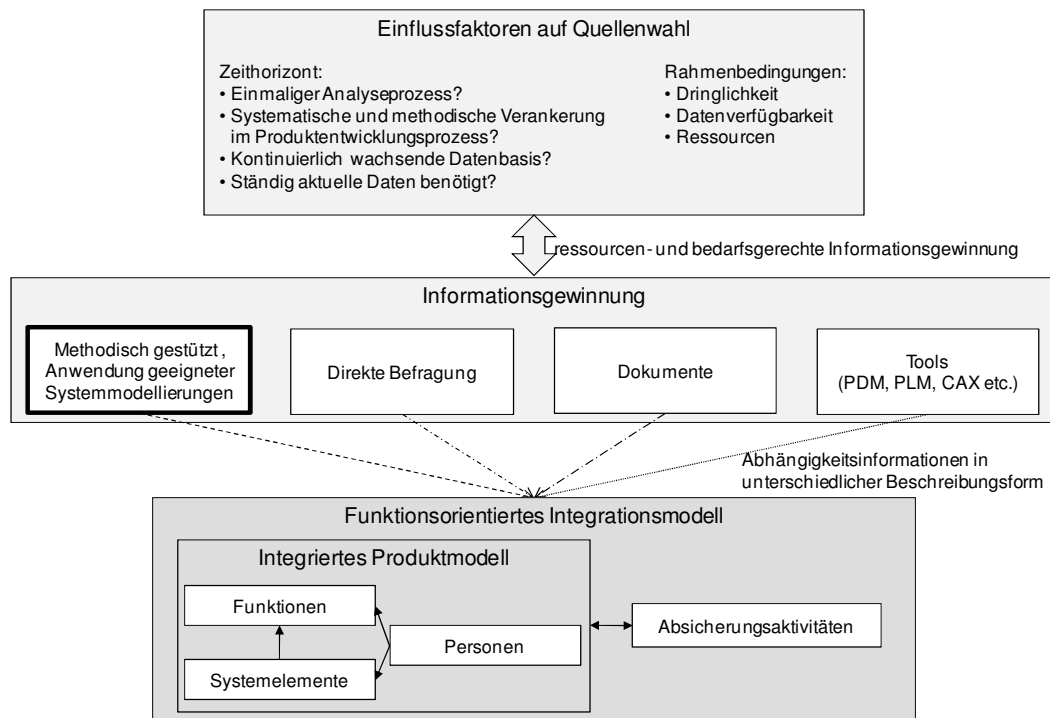 Einflussfaktoren auf Quellenwahl
Zeithorizont:
• Einmaliger Analyseprozess?
• Systematische und methodische Verankerung
im Produktentwicklungsprozess?
• Kontinuierlich wachsende Datenbasis?
• Ständig aktuelle Daten benötigt?
Rahmenbedingungen:
• Dringlichkeit
• Datenverfügbarkeit
• Ressourcen
ressourcen- und bedarfsgerechte Informationsgewinnung
Informationsgewinnung
Methodisch gestützt,
Anwendung geeigneter
Systemmodellierungen
Direkte Befragung
Dokumente
Tools
(PDM, PLM, CAX etc.)
Abhängigkeitsinformationen in
unterschiedlicher Beschreibungsform
Funktionsorientiertes Integrationsmodell
Integriertes Produktmodell
Funktionen
Personen
Systemelemente
Absicherungsaktivitäten